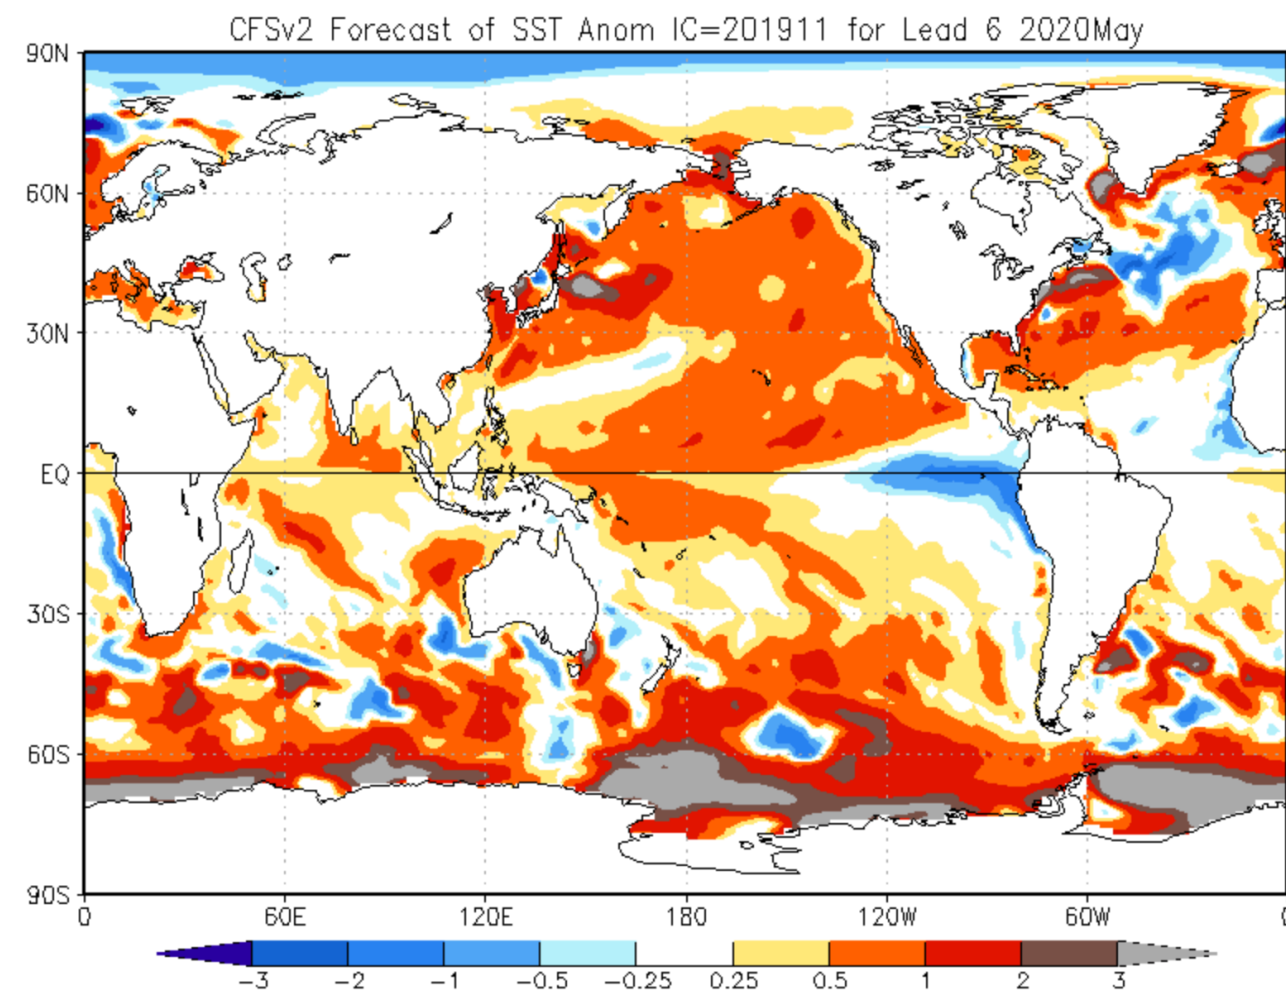 CFSv2 Forecast of SST Anom IC=201911 for Lead 6 2020May
90N
60N
30N
EQ
30S
60S
90S
0 60E 120E 180 120W 60W 0
-3 -2 -1 -0.5 -0.25 0.25 0.5 1 2 3